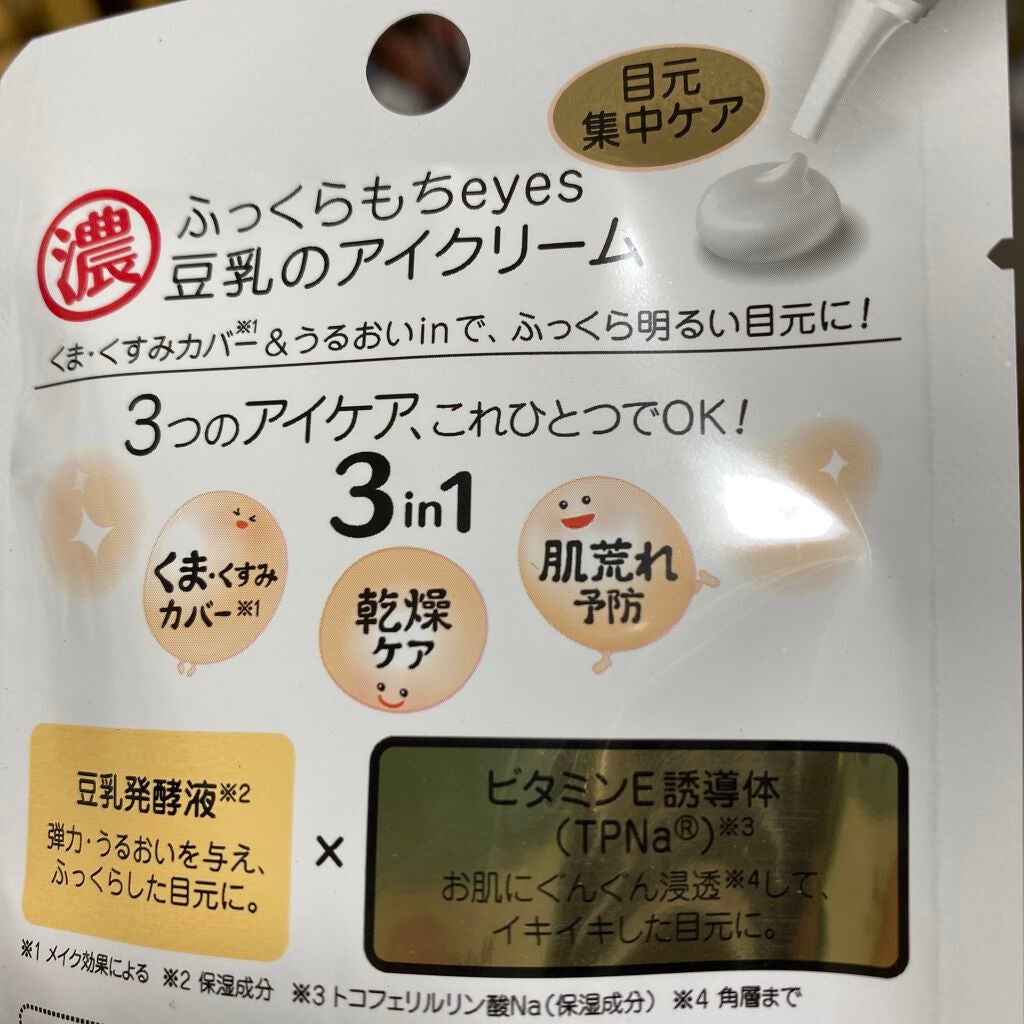 目元
集中ケア
濃
ふっくらもちeyes
豆乳のアイクリーム
くま・くすみカバー※1&うるおいinで、ふっくら明るい目元に!
3つのアイケア、これひとつでOK!
3in1
くま・くすみ
カバー※1
乾燥
ケア
肌荒れ
予防
豆乳発酵液※2
弾力・うるおいを与え、
ふっくらした目元に。
×
ビタミンE誘導体
(TPNa®)※3
お肌にぐんぐん浸透※4して、
イキイキした目元に。
※1 メイク効果による ※2 保湿成分 ※3 トコフェリルリン酸Na(保湿成分) ※4 角層まで